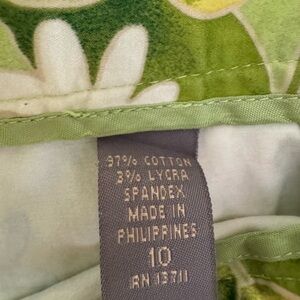 97% COTTON
3% LYCRA
SPANDEX
MADE IN
PHILIPPINES
10
RN 13711